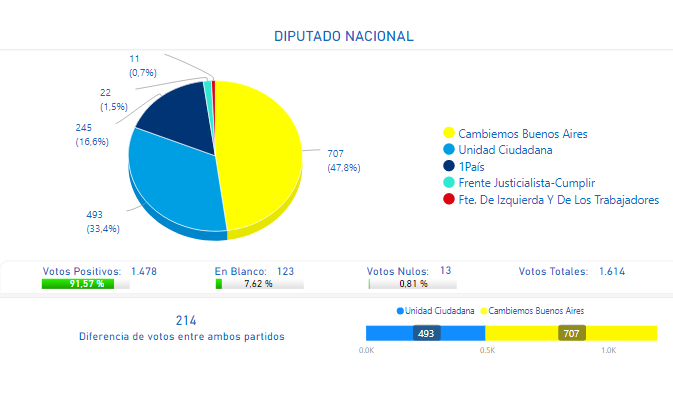 DIPUTADO NACIONAL
11
(0,7%)
22
(1,5%)
245
(16,6%)
493
(33,4%)
707
(47,8%)
Cambiemos Buenos Aires
Unidad Ciudadana
1País
Frente Justicialista-Cumplir
Fte. De Izquierda Y De Los Trabajadores
Votos Positivos: 1.478
91,57 %
En Blanco: 123
7,62 %
Votos Nulos: 13
0,81 %
Votos Totales: 1.614
214
Diferencia de votos entre ambos partidos
Unidad Ciudadana Cambiemos Buenos Aires
493 707
0.0K 0.5K 1.0K